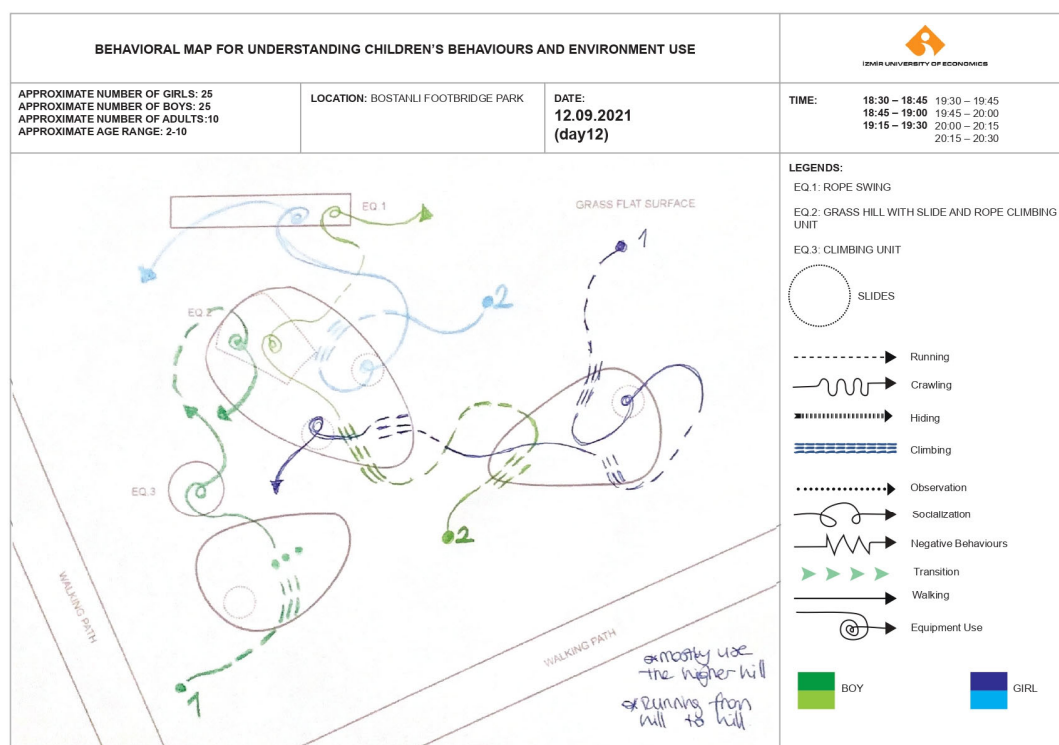 BEHAVIORAL MAP FOR UNDERSTANDING CHILDREN'S BEHAVIOURS AND ENVIRONMENT USE
İZMİR UNIVERSITY OF ECONOMICS
APPROXIMATE NUMBER OF GIRLS: 25
APPROXIMATE NUMBER OF BOYS: 25
APPROXIMATE NUMBER OF ADULTS:10
APPROXIMATE AGE RANGE: 2-10
LOCATION: BOSTANLI FOOTBRIDGE PARK
DATE:
12.09.2021
(day12)
TIME:
18:30 – 18:45 19:30 – 19:45
18:45 – 19:00 19:45 – 20:00
19:15 – 19:30 20:00 – 20:15
20:15 – 20:30
EQ.1
GRASS FLAT SURFACE
1
2
EQ.2
EQ.3
2
1
WALKING PATH
WALKING PATH
mostly use
the higher hill
Running from
hill to hill
LEGENDS:
EQ.1: ROPE SWING
EQ.2: GRASS HILL WITH SLIDE AND ROPE CLIMBING
UNIT
EQ.3: CLIMBING UNIT
SLIDES
Running
Crawling
Hiding
Climbing
Observation
Socialization
Negative Behaviours
Transition
Walking
Equipment Use
BOY
GIRL